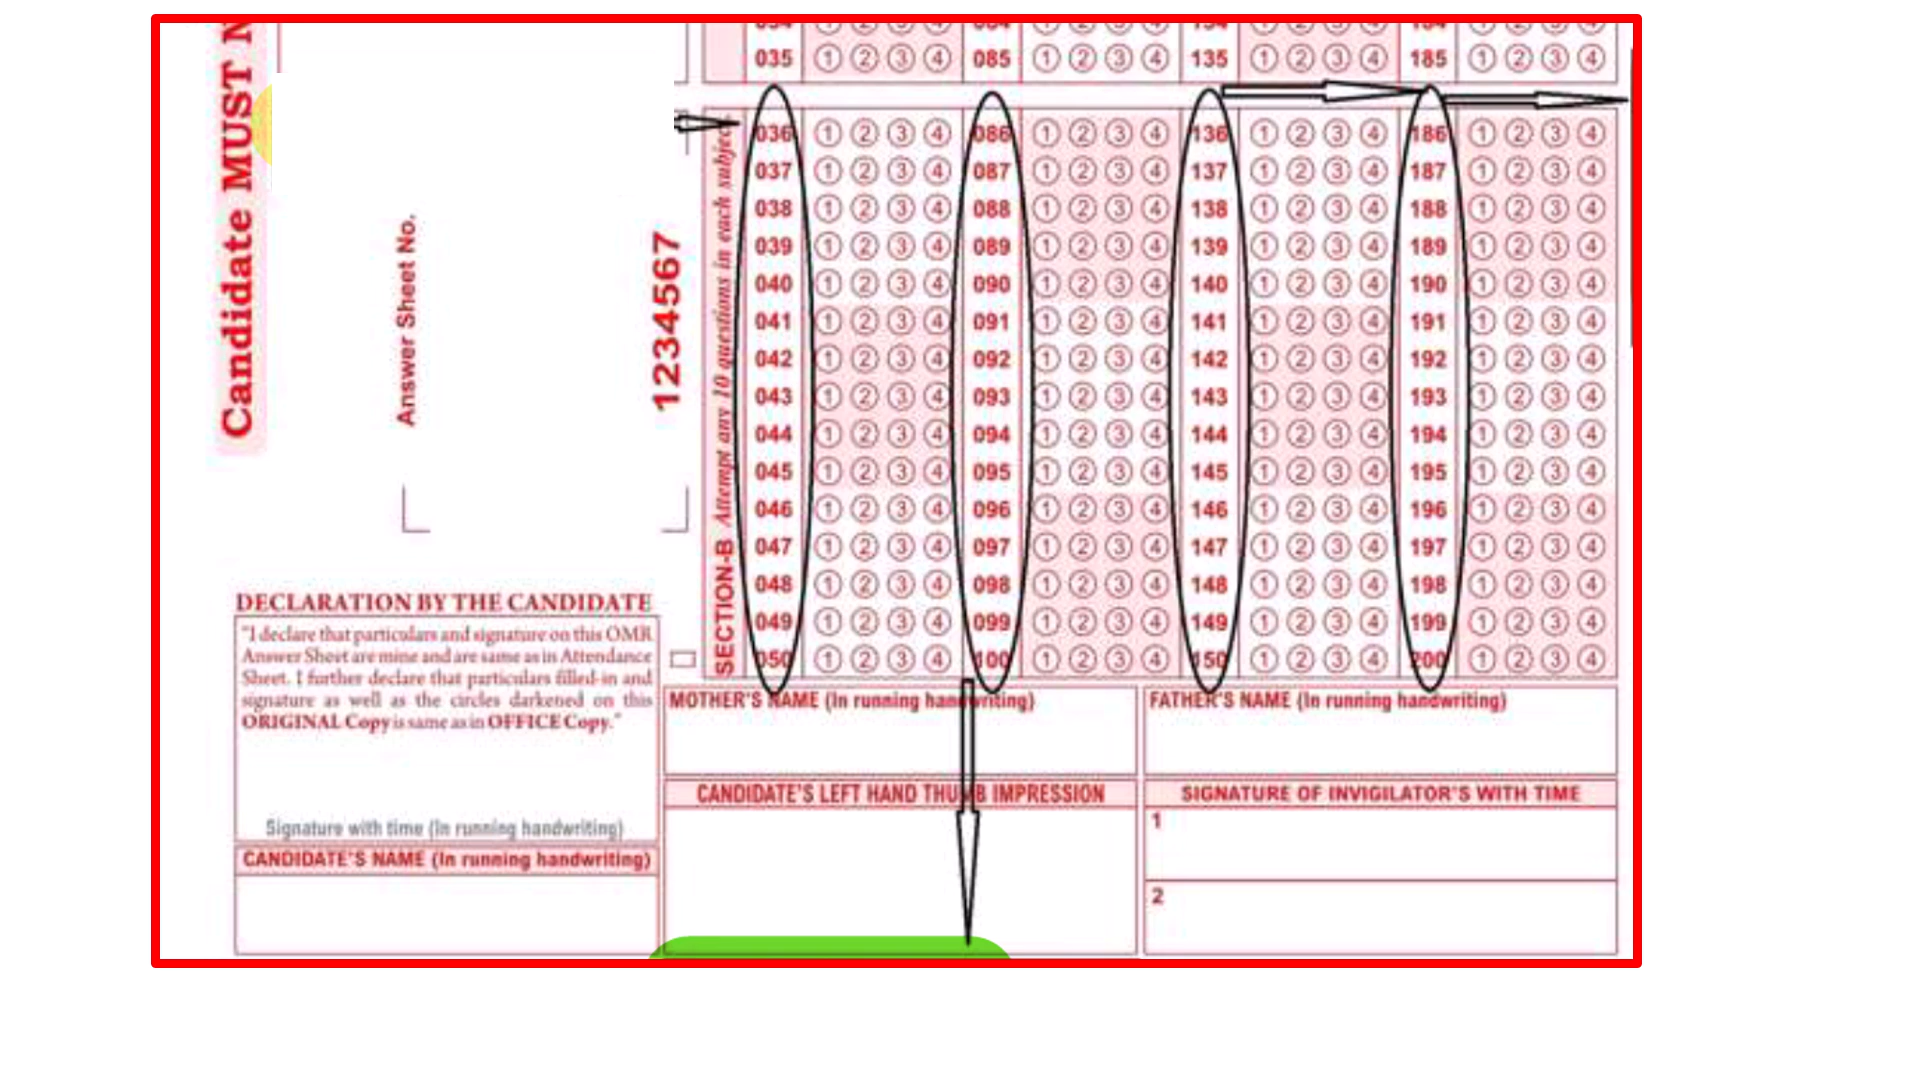 Candidate MUST
Answer Sheet No.
1234567
035 1 2 3 4 085 1 2 3 4 135 1 2 3 4 185 1 2 3 4
SECTION-B Attempt any 10 questions in each subject
036 1 2 3 4 086 1 2 3 4 136 1 2 3 4 186 1 2 3 4
037 1 2 3 4 087 1 2 3 4 137 1 2 3 4 187 1 2 3 4
038 1 2 3 4 088 1 2 3 4 138 1 2 3 4 188 1 2 3 4
039 1 2 3 4 089 1 2 3 4 139 1 2 3 4 189 1 2 3 4
040 1 2 3 4 090 1 2 3 4 140 1 2 3 4 190 1 2 3 4
041 1 2 3 4 091 1 2 3 4 141 1 2 3 4 191 1 2 3 4
042 1 2 3 4 092 1 2 3 4 142 1 2 3 4 192 1 2 3 4
043 1 2 3 4 093 1 2 3 4 143 1 2 3 4 193 1 2 3 4
044 1 2 3 4 094 1 2 3 4 144 1 2 3 4 194 1 2 3 4
045 1 2 3 4 095 1 2 3 4 145 1 2 3 4 195 1 2 3 4
046 1 2 3 4 096 1 2 3 4 146 1 2 3 4 196 1 2 3 4
047 1 2 3 4 097 1 2 3 4 147 1 2 3 4 197 1 2 3 4
048 1 2 3 4 098 1 2 3 4 148 1 2 3 4 198 1 2 3 4
049 1 2 3 4 099 1 2 3 4 149 1 2 3 4 199 1 2 3 4
050 1 2 3 4 100 1 2 3 4 150 1 2 3 4 200 1 2 3 4
DECLARATION BY THE CANDIDATE
"I declare that particulars and signature on this OMR
Answer Sheet are mine and are same as in Attendance
Sheet. I further declare that particulars filled-in and
signature as well as the circles darkened on this
ORIGINAL Copy is same as in OFFICE Copy."
Signature with time (In running handwriting)
CANDIDATE'S NAME (In running handwriting)
MOTHER'S NAME (In running handwriting)
FATHER'S NAME (In running handwriting)
CANDIDATE'S LEFT HAND THUMB IMPRESSION
SIGNATURE OF INVIGILATOR'S WITH TIME
1
2